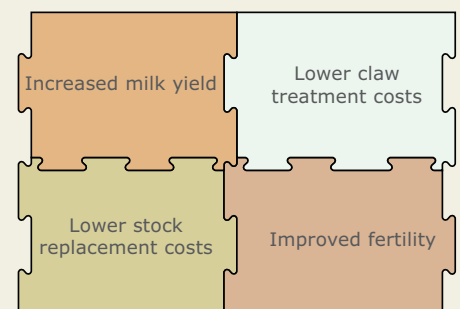 Increased milk yield
Lower claw
treatment costs
Lower stock
replacement costs
Improved fertility